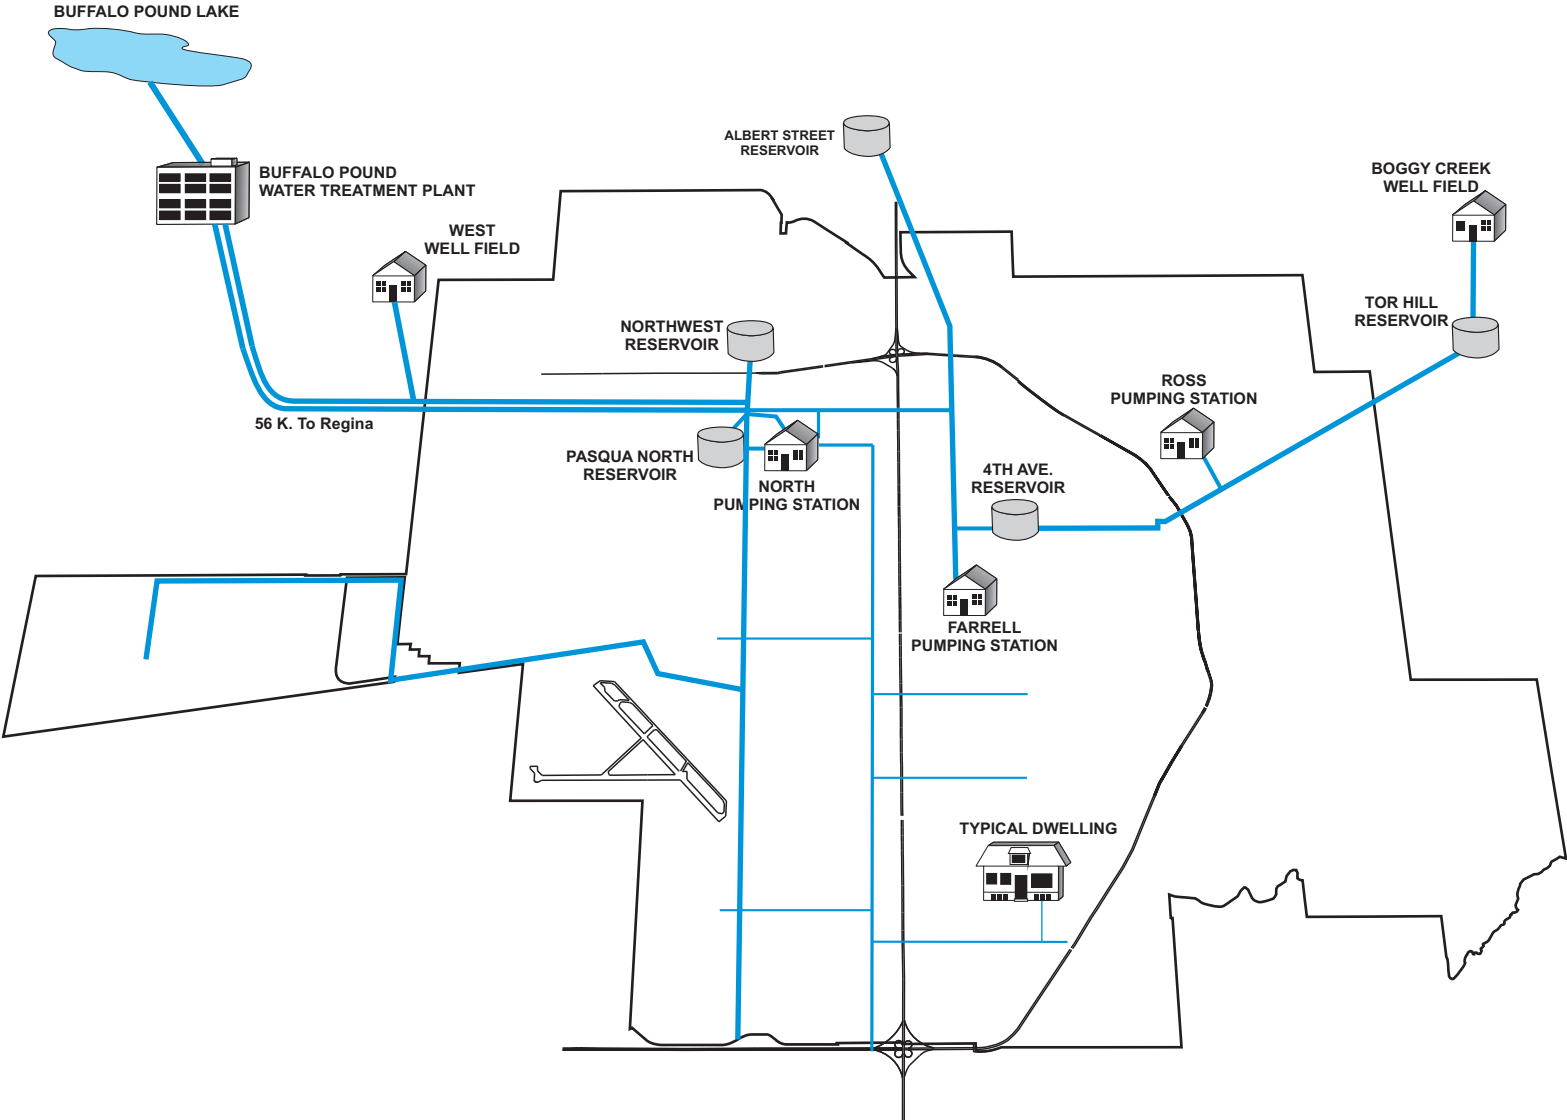 BUFFALO POUND LAKE
BUFFALO POUND
WATER TREATMENT PLANT
WEST
WELL FIELD
ALBERT STREET
RESERVOIR
BOGGY CREEK
WELL FIELD
TOR HILL
RESERVOIR
NORTHWEST
RESERVOIR
ROSS
PUMPING STATION
56 K. To Regina
PASQUA NORTH
RESERVOIR
NORTH
PUMPING STATION
4TH AVE.
RESERVOIR
FARRELL
PUMPING STATION
TYPICAL DWELLING